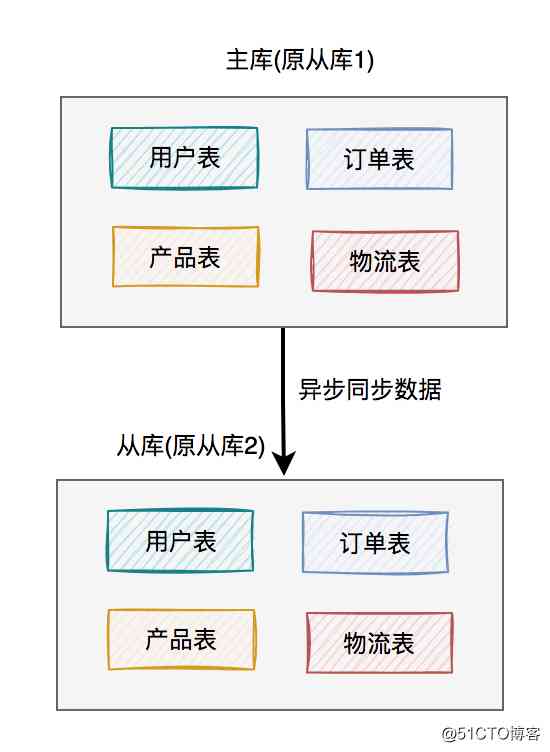 主库(原从库1)
用户表
订单表
产品表
物流表
异步同步数据
从库(原从库2)
用户表
订单表
产品表
物流表
@51CTO博客